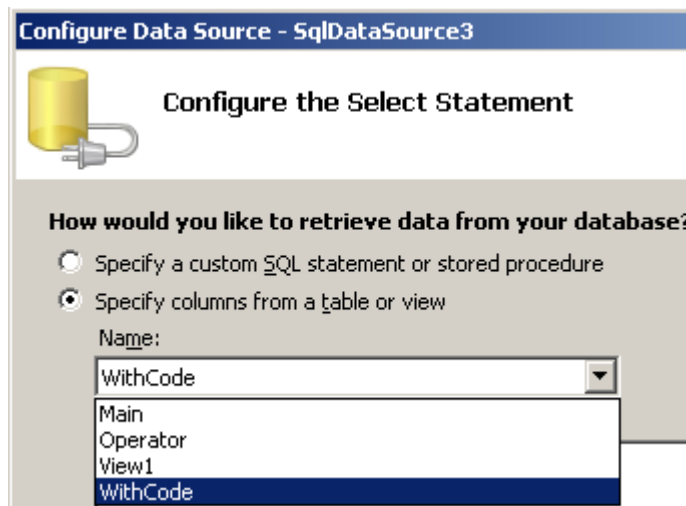 Configure Data Source - SqlDataSource3
Configure the Select Statement
How would you like to retrieve data from your database?
Specify a custom SQL statement or stored procedure
Specify columns from a table or view
Name:
WithCode
Main
Operator
View1
WithCode